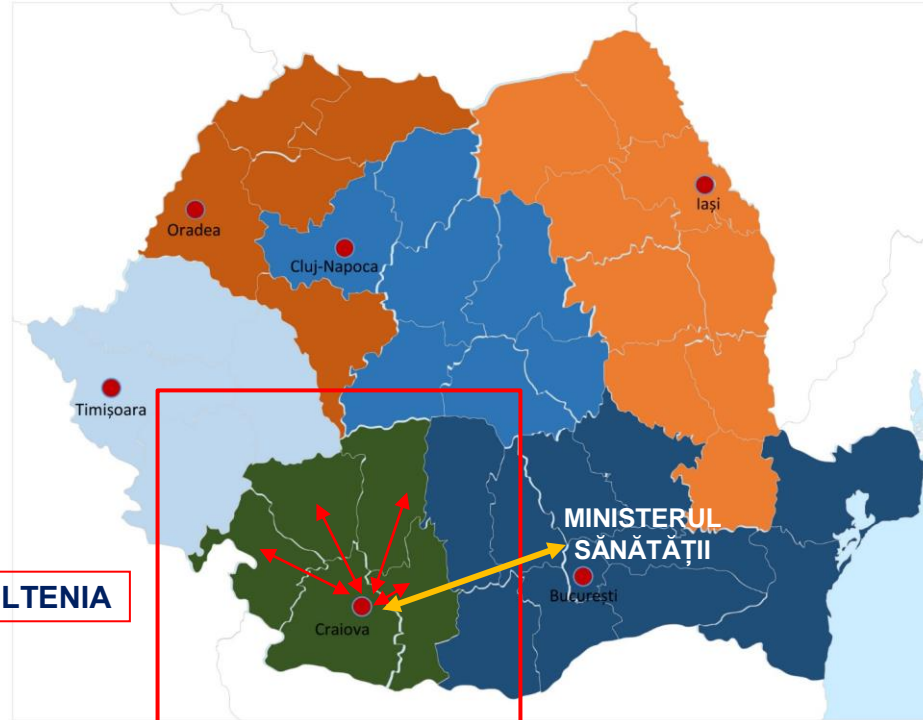 Iași
Oradea
Cluj-Napoca
Timișoara
MINISTERUL
SĂNĂTĂȚII
LTENIA
București
Craiova